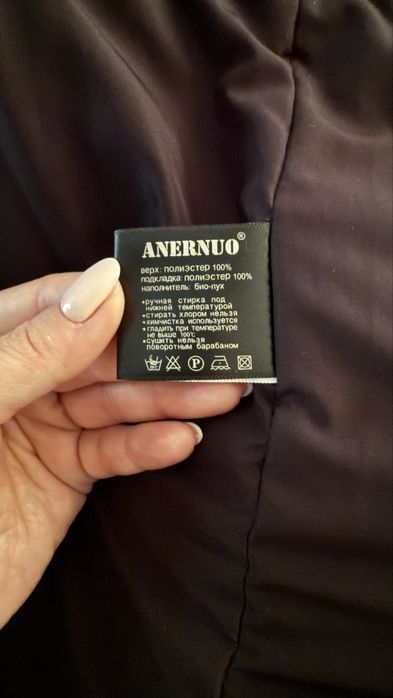 ANERNUO®
верх: полиэстер 100%
подкладка: полиэстер 100%
наполнитель: био-пух
•ручная стирка под
нижней температурой
•стирать хлором нельзя
•химчистка используется
•гладить при температуре
не выше 100°с
•сушить нельзя
поворотным барабаном
P